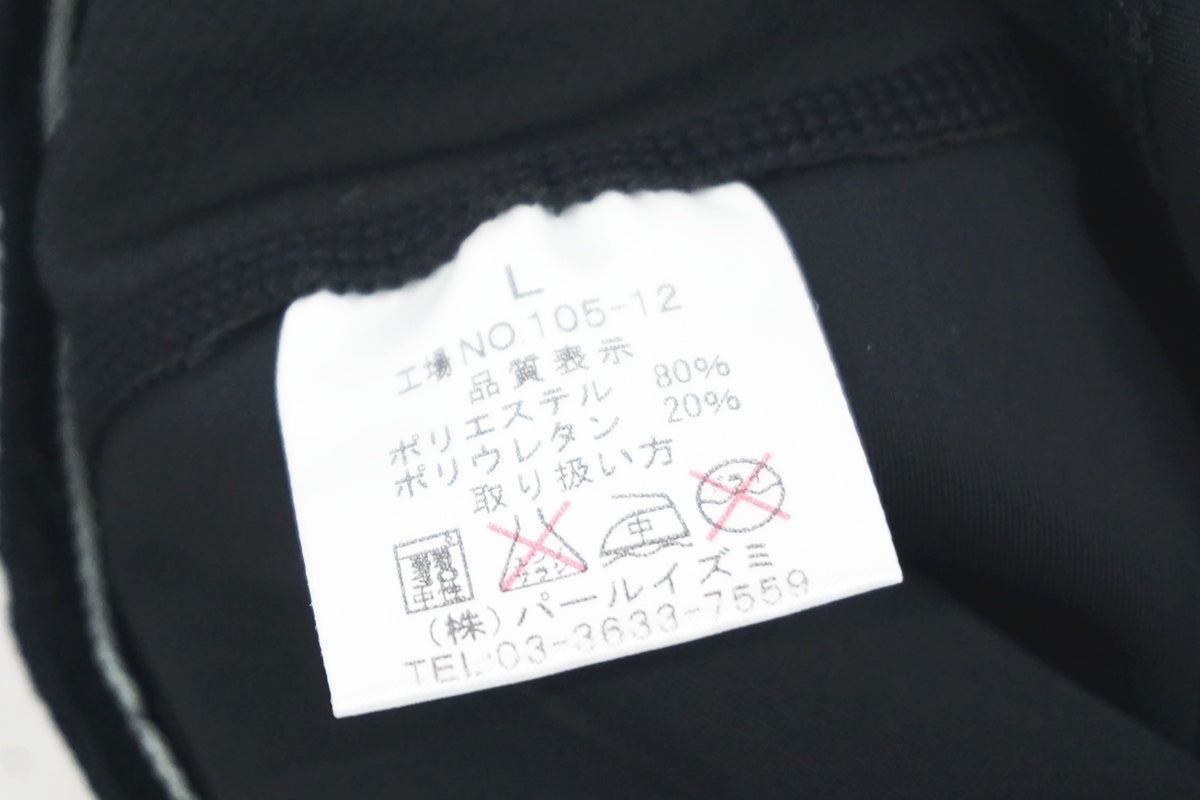 L
工場NO.105-12
品質表示
ポリエステル 80%
ポリウレタン 20%
取り扱い方
中
(株)パールイズミ
TEL:03-3633-7559